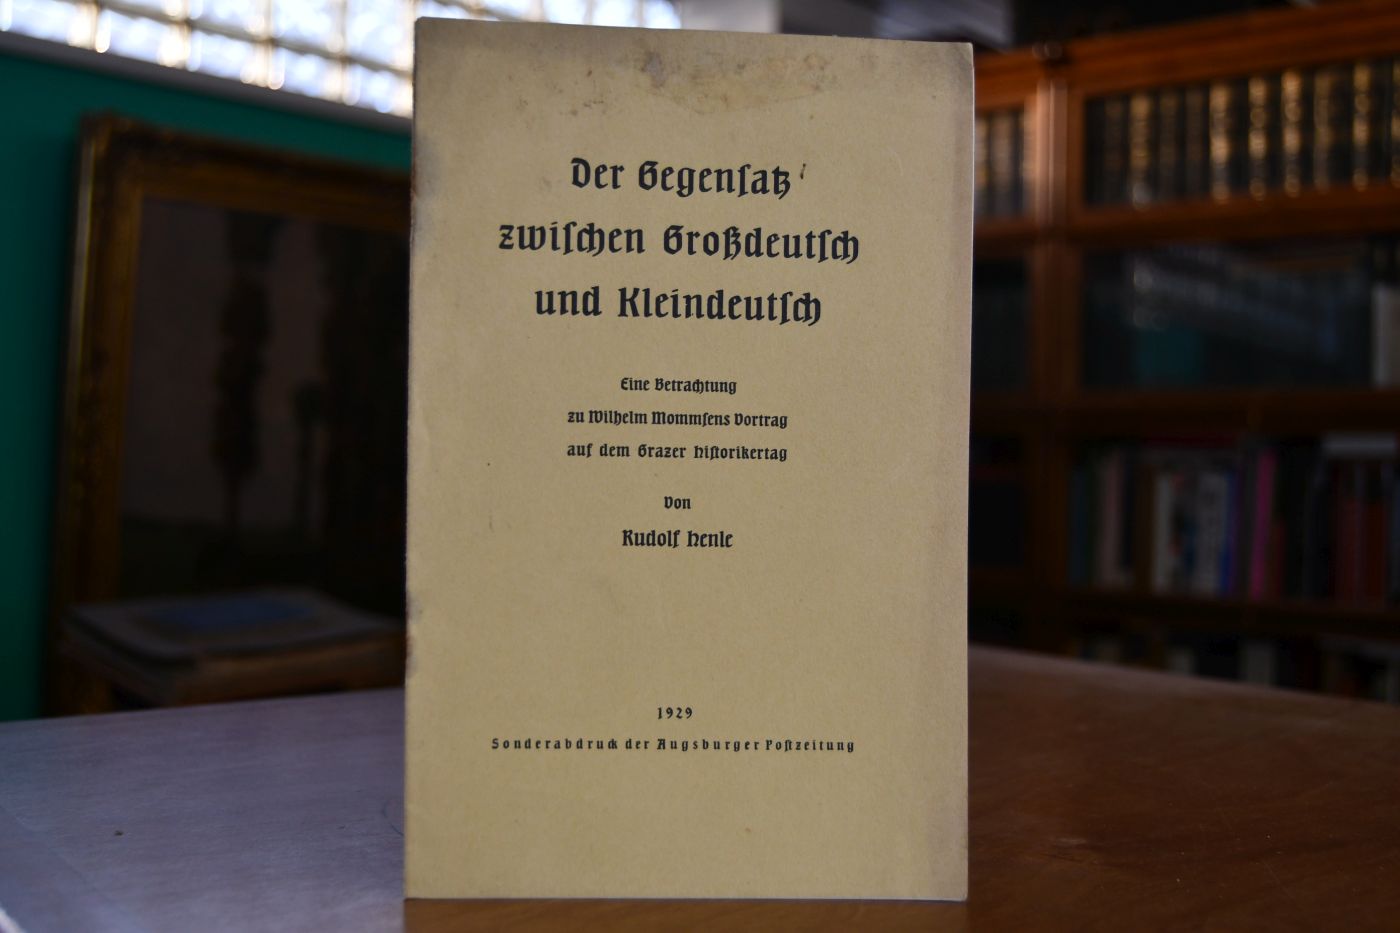 Der Gegenſatz
zwiſchen Großdeutſch
und Kleindeutſch
Eine Betrachtung
zu Wilhelm Mommſens Vortrag
auf dem Grazer Hiſtorikertag
Von
Rudolf Henle
1929
Sonderabdruck der Augsburger Poſtzeitung